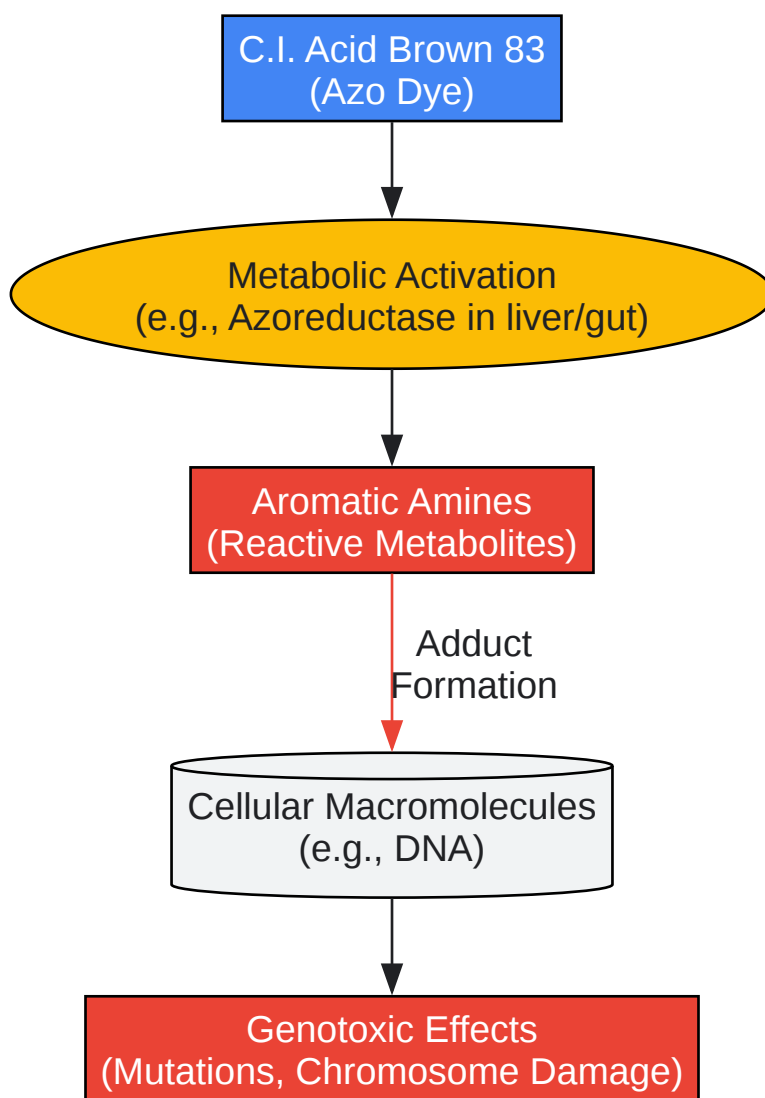 C.I. Acid Brown 83
(Azo Dye)
Metabolic Activation
(e.g., Azoreductase in liver/gut)
Aromatic Amines
(Reactive Metabolites)
Adduct
Formation
Cellular Macromolecules
(e.g., DNA)
Genotoxic Effects
(Mutations, Chromosome Damage)